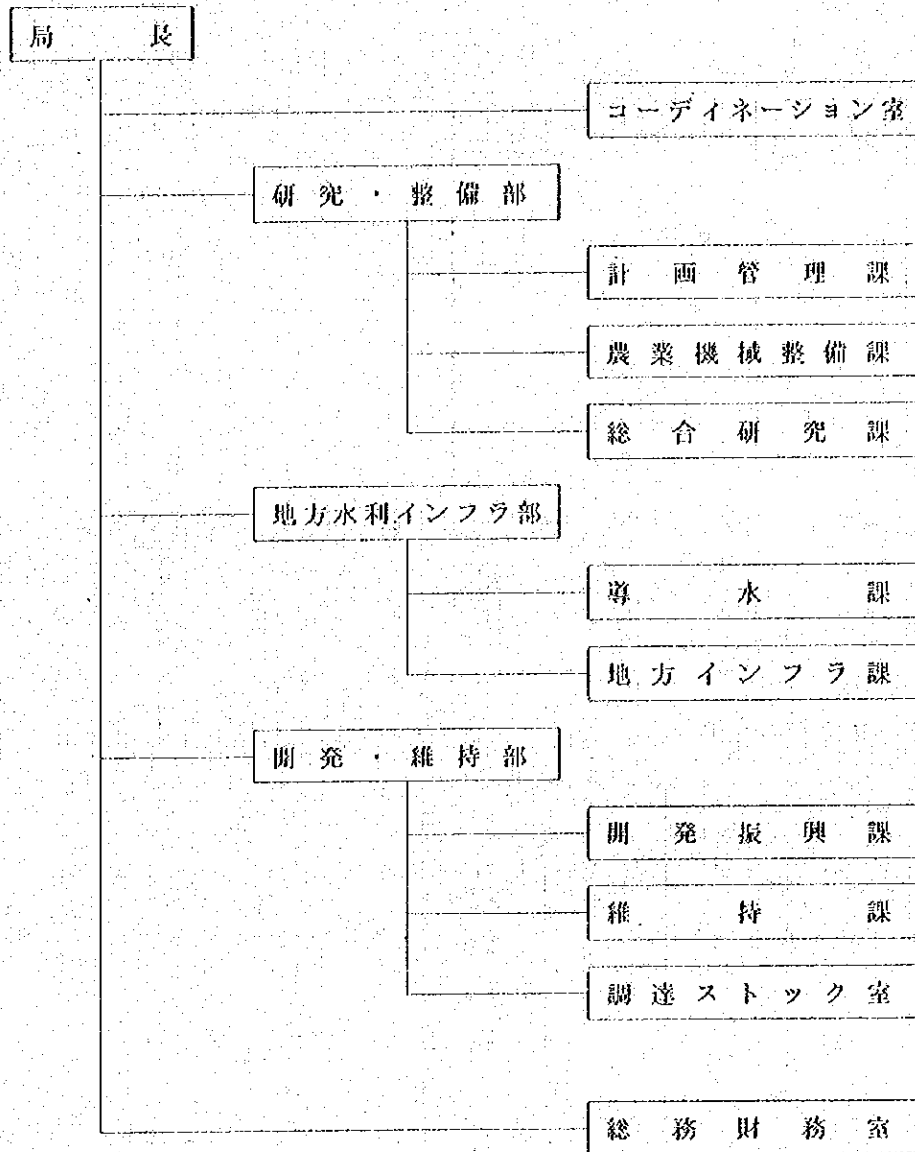 局長
コーディネーション室
研究・整備部
計画管理課
農業機械整備課
総合研究課
地方水利インフラ部
導水課
地方インフラ課
開発・維持部
開発振興課
維持課
調達ストック室
総務財務室